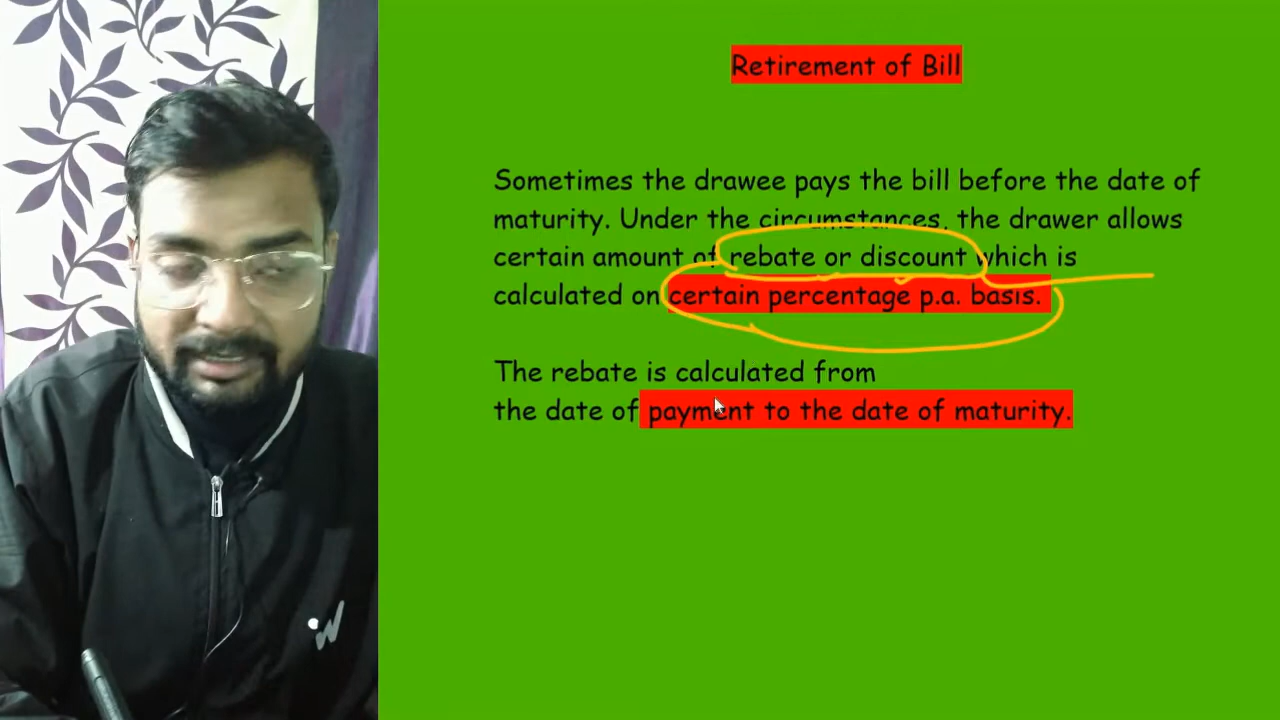 Retirement of Bill
Sometimes the drawee pays the bill before the date of
maturity. Under the circumstances, the drawer allows
certain amount of rebate or discount which is
calculated on certain percentage p.a. basis.
The rebate is calculated from
the date of payment to the date of maturity.